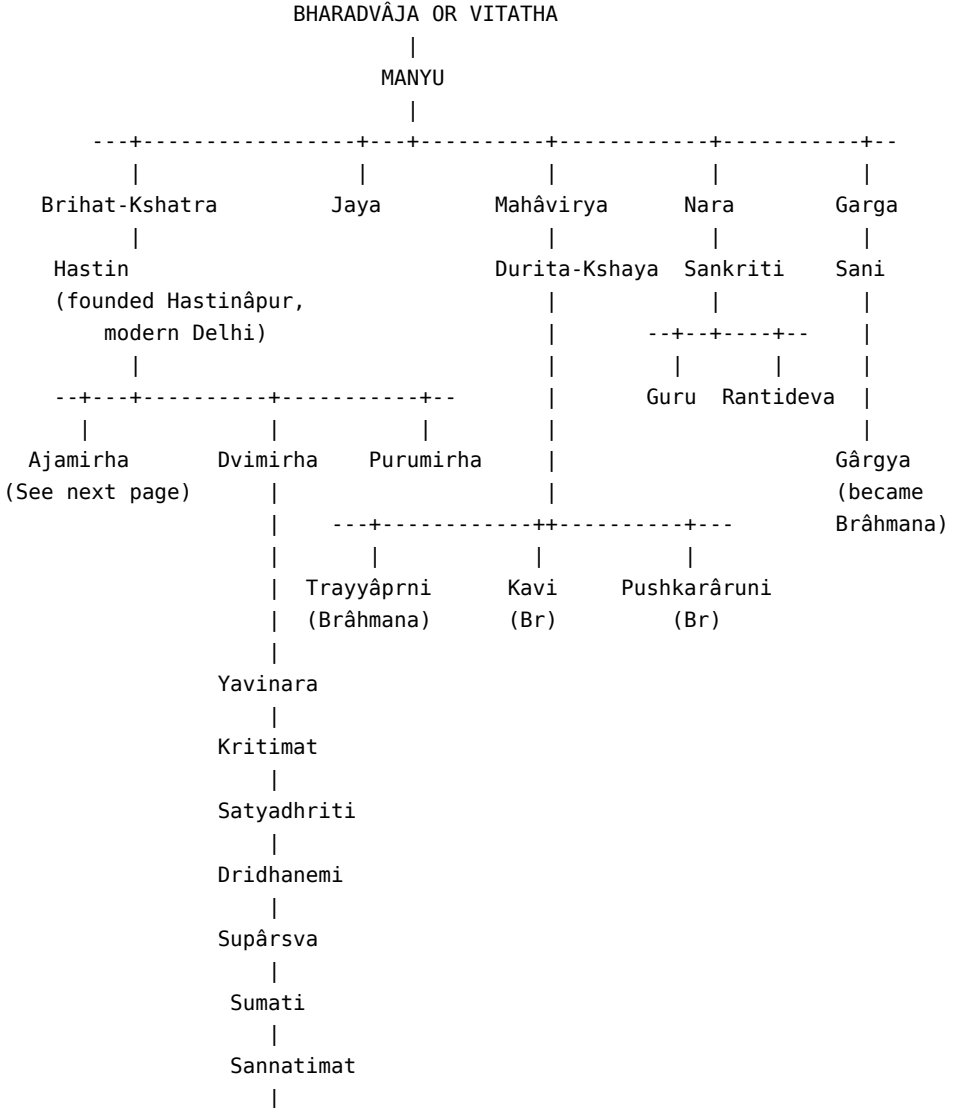 BHARADVÂJA OR VITATHA
MANYU
Brihat-Kshatra Jaya Mahâvirya Nara Garga
Hastin Durita-Kshaya Sankriti Sani
(founded Hastinâpur,
modern Delhi)
Guru Rantideva
Ajamirha Dvimirha Purumirha Gârgya
(See next page) (became
Brâhmana)
Trayyâprni Kavi Pushkarâruni
(Brâhmana) (Br) (Br)
Yavinara
Kritimat
Satyadhriti
Dridhanemi
Supârsva
Sumati
Sannatimat